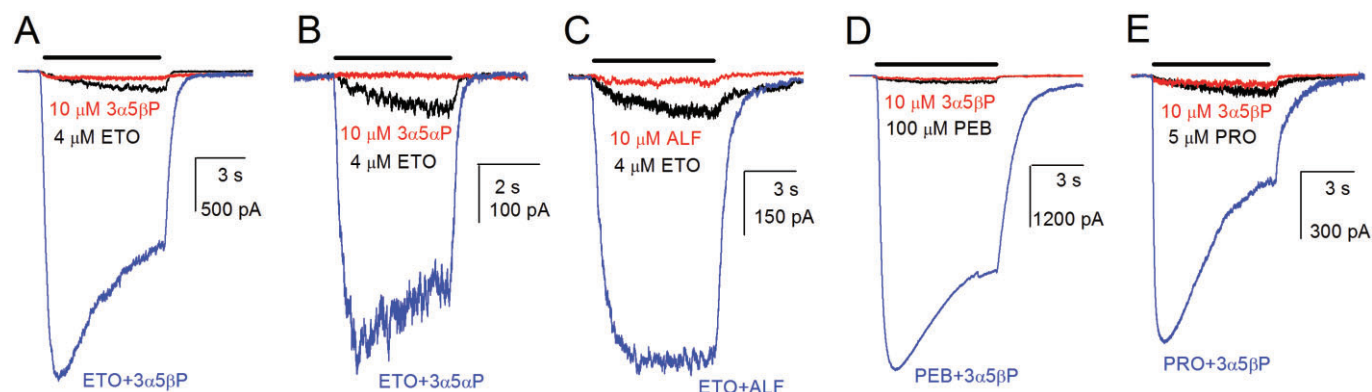 A
10 μM 3α5βP
4 μM ETO
3 s
500 pA
ETO+3α5βP
B
10 μM 3α5αP
4 μM ETO
2 s
100 pA
ETO+3α5αP
C
10 μM ALF
4 μM ETO
3 s
150 pA
ETO+ALF
D
10 μM 3α5βP
100 μM PEB
3 s
1200 pA
PEB+3α5βP
E
10 μM 3α5βP
5 μM PRO
3 s
300 pA
PRO+3α5βP